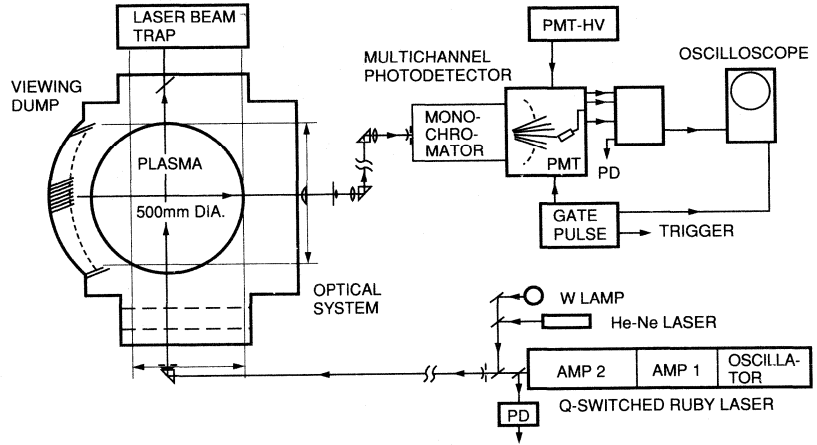 LASER BEAM
TRAP
PMT-HV
OSCILLOSCOPE
MULTICHANNEL
PHOTODETECTOR
VIEWING
DUMP
MONO-
CHRO-
MATOR
PLASMA
PMT
PD
500mm DIA.
GATE
PULSE
TRIGGER
OPTICAL
SYSTEM
W LAMP
He-Ne LASER
AMP 2
AMP 1
OSCILLA-
TOR
PD
Q-SWITCHED RUBY LASER